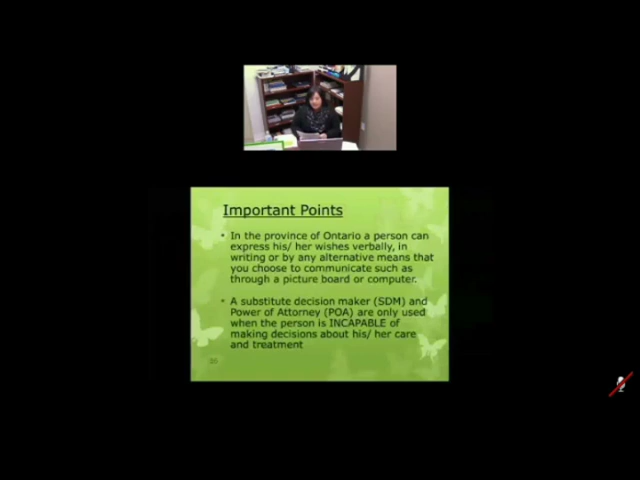 Important Points
• In the province of Ontario a person can
express his/ her wishes verbally, in
writing or by any alternative means that
you choose to communicate such as
through a picture board or computer.
• A substitute decision maker (SDM) and
Power of Attorney (POA) are only used
when the person is INCAPABLE of
making decisions about his/ her care
and treatment